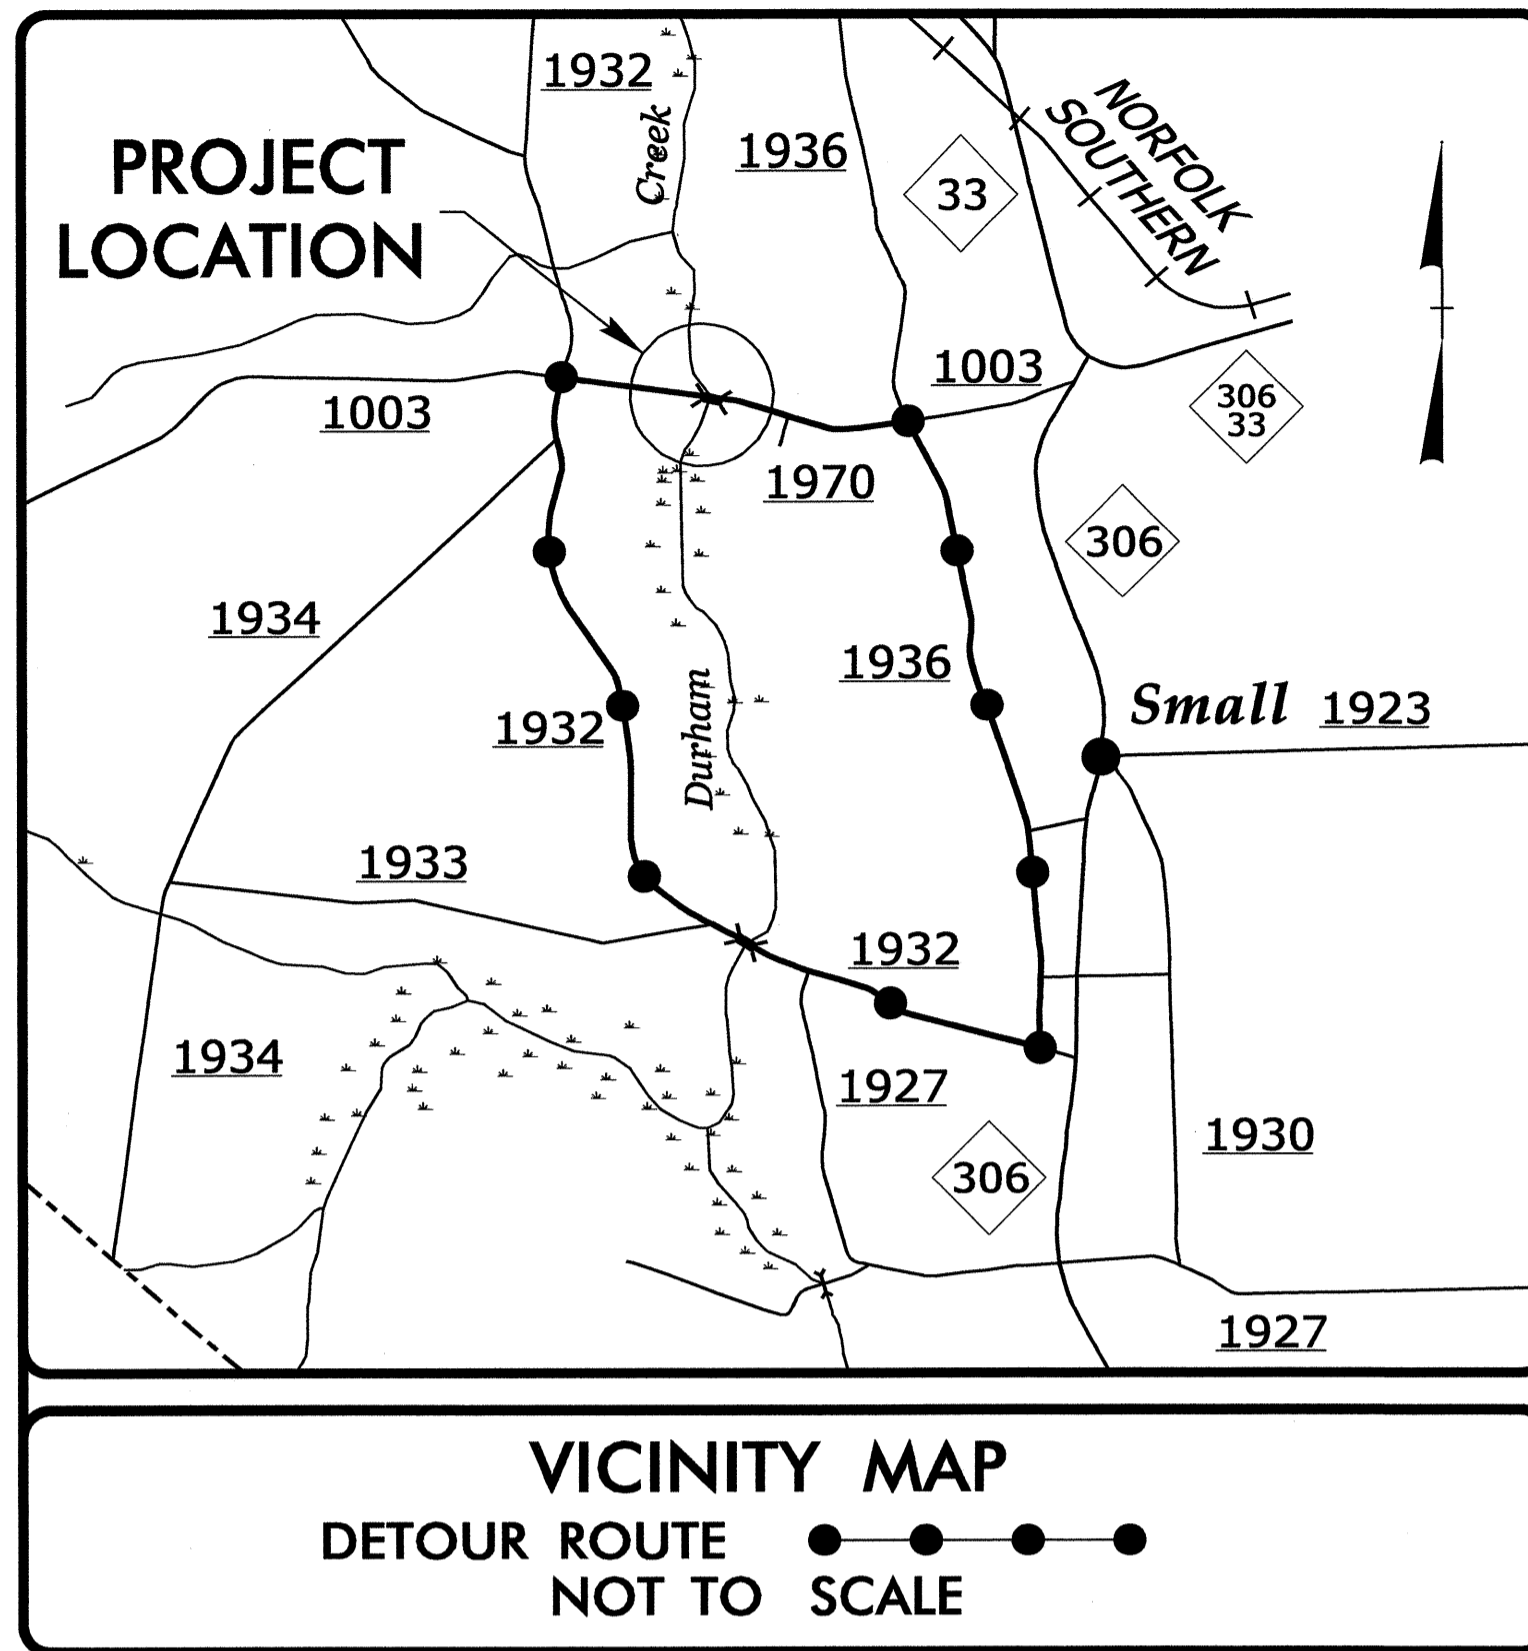 1932
Creek
1936
33
NORFOLK
SOUTHERN
PROJECT
LOCATION
1003
1003
306
33
1970
306
1934
1936
1932
Durham
Small 1923
1933
1932
1934
1927
1930
306
1927
VICINITY MAP
DETOUR ROUTE
NOT TO SCALE